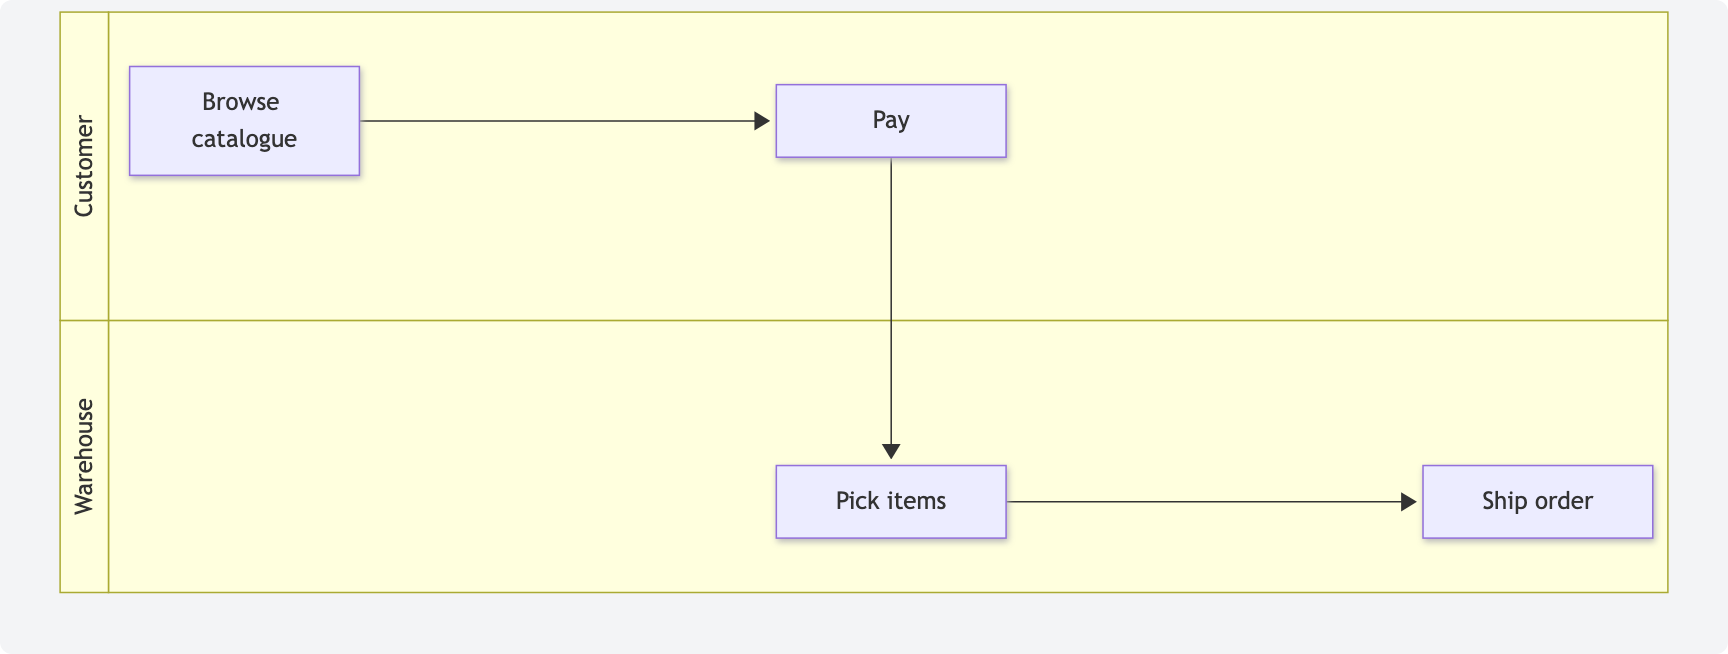 Customer
Browse
catalogue
Pay
Warehouse
Pick items
Ship order